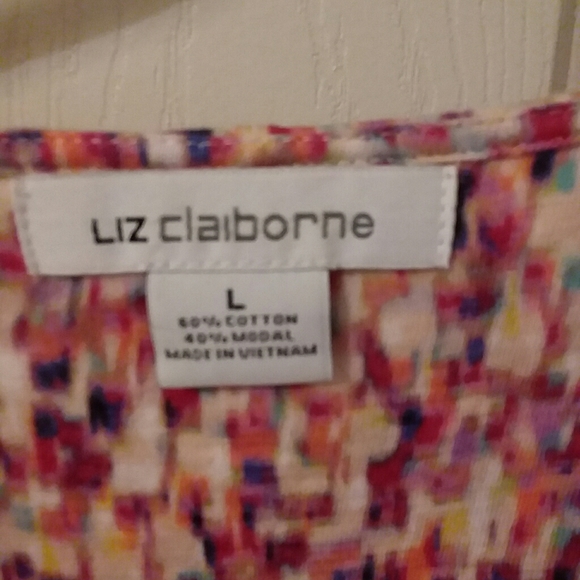 LIZ claiborne
L
60% COTTON
40% MODAL
MADE IN VIETNAM